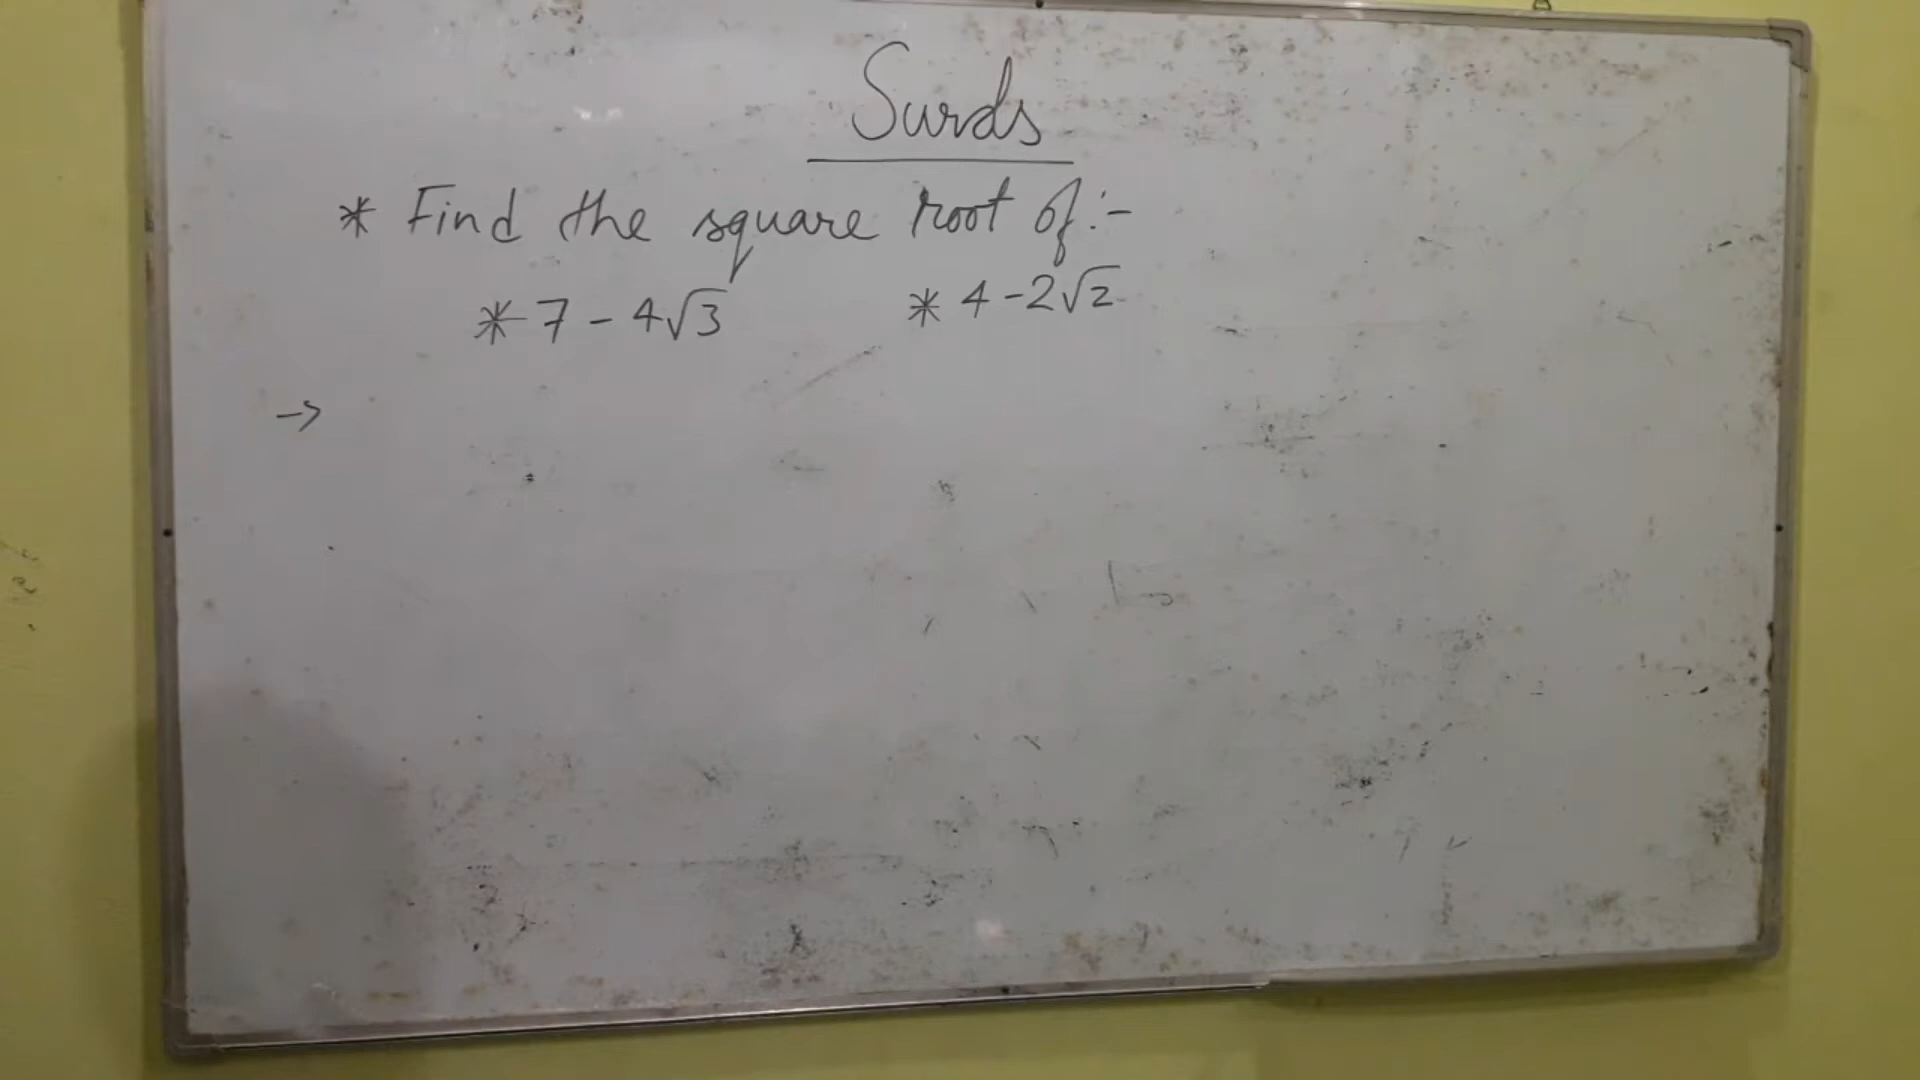 Surds
* Find the square root of:-
* 7 - 4√3 * 4 - 2√2
→